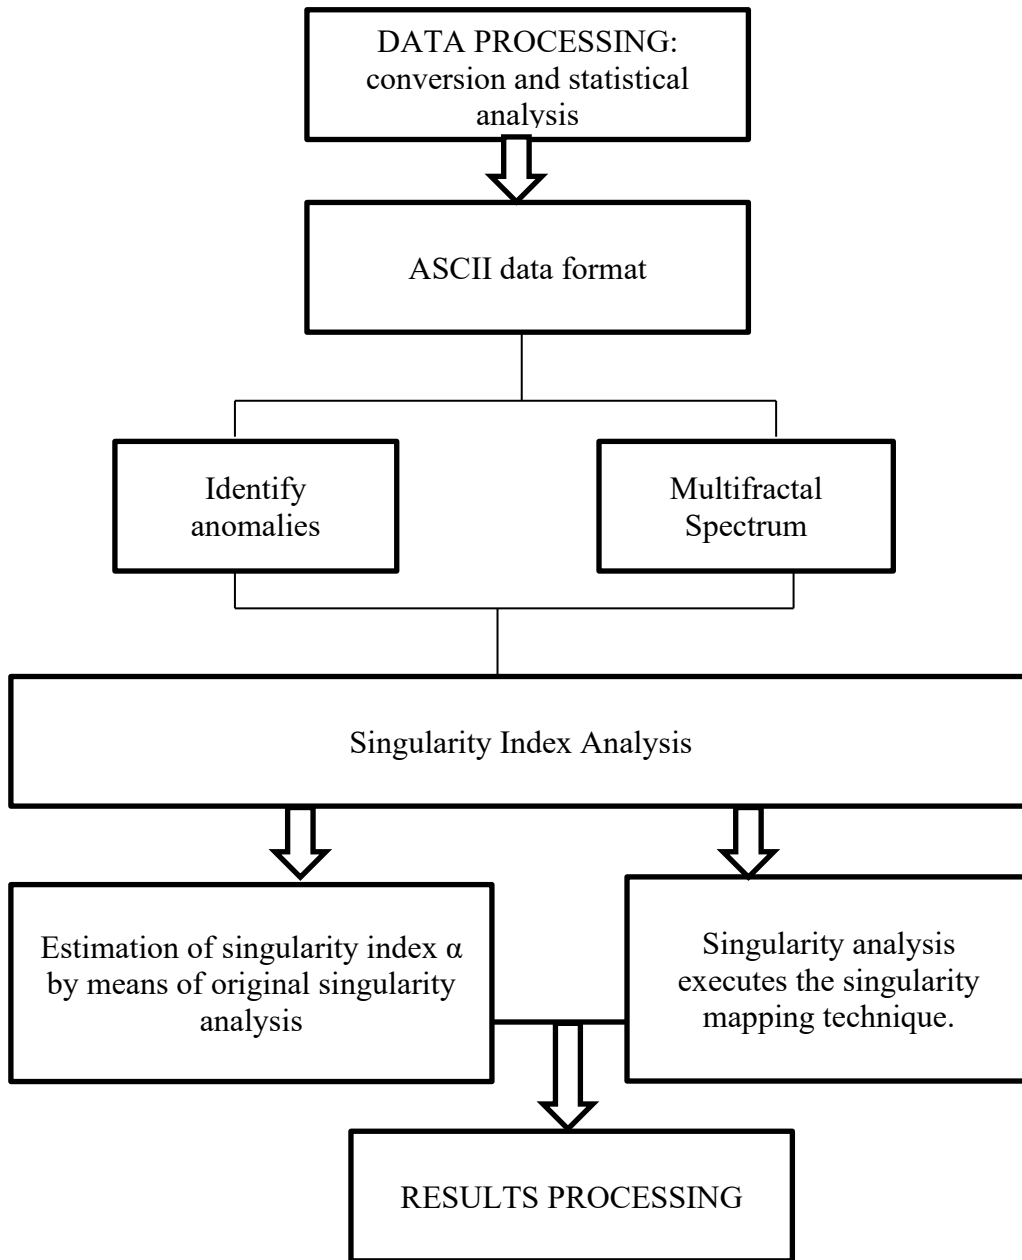 DATA PROCESSING:
conversion and statistical
analysis
ASCII data format
Identify
anomalies
Multifractal
Spectrum
Singularity Index Analysis
Estimation of singularity index α
by means of original singularity
analysis
Singularity analysis
executes the singularity
mapping technique.
RESULTS PROCESSING